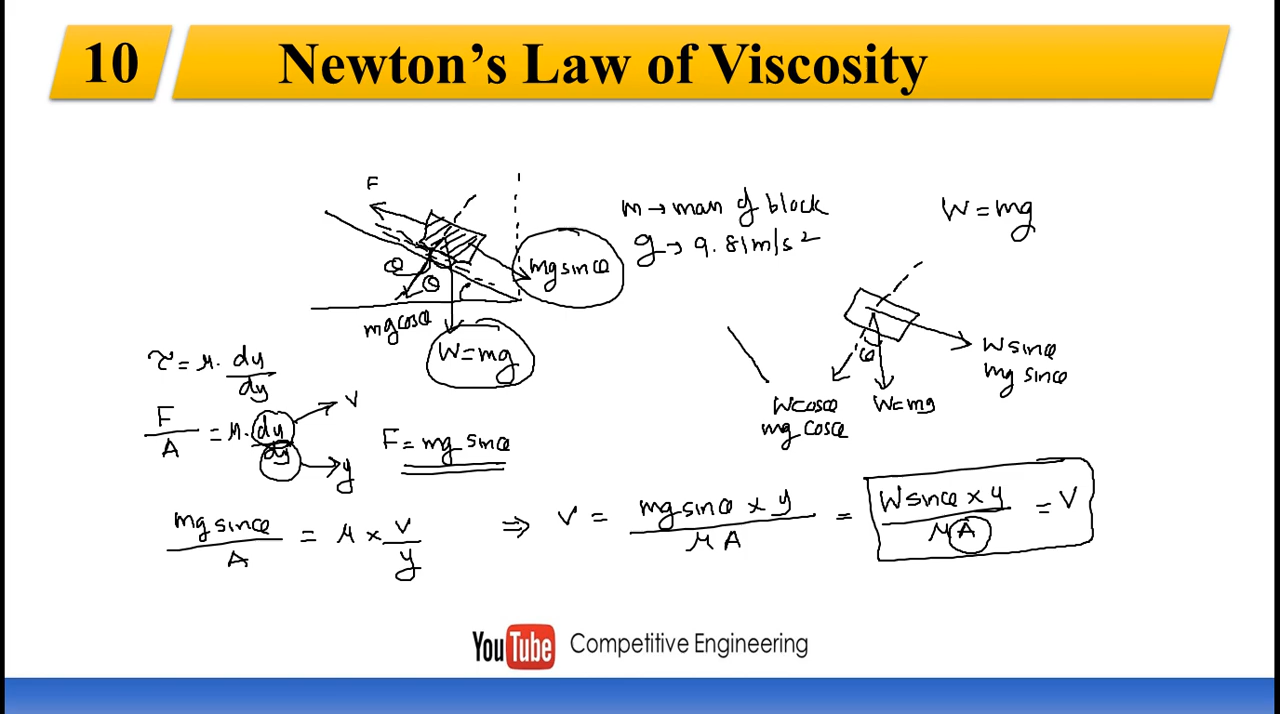 10 Newton's Law of Viscosity
F
m → man of block
g → 9.81m/s²
W = mg
θ
θ
mg sinθ
mg cosθ
W = mg
θ
W sinθ
mg sinθ
W=cosθ
mg cosθ
W=mg
τ = μ. du/dy
F/A = μ. du/dy
V
y
F = mg sinθ
mg sinθ/A = μ × V/y ⇒ V = mg sinθ × y/μA = W sinθ × y/μA = V
YouTube Competitive Engineering